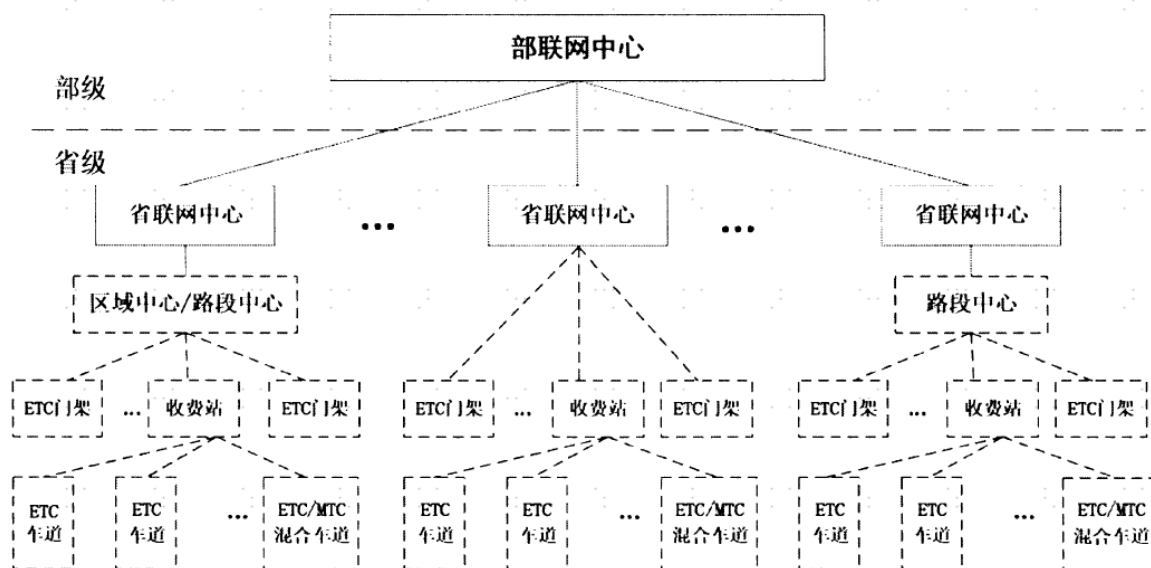 部联网中心
部级
省级
省联网中心
...
省联网中心
...
省联网中心
区域中心/路段中心
路段中心
ETC门架
...
收费站
ETC门架
ETC门架
...
收费站
ETC门架
ETC门架
...
收费站
ETC门架
ETC
车道
ETC
车道
...
ETC/MTC
混合车道
ETC
车道
ETC
车道
...
ETC/MTC
混合车道
ETC
车道
ETC
车道
...
ETC/MTC
混合车道